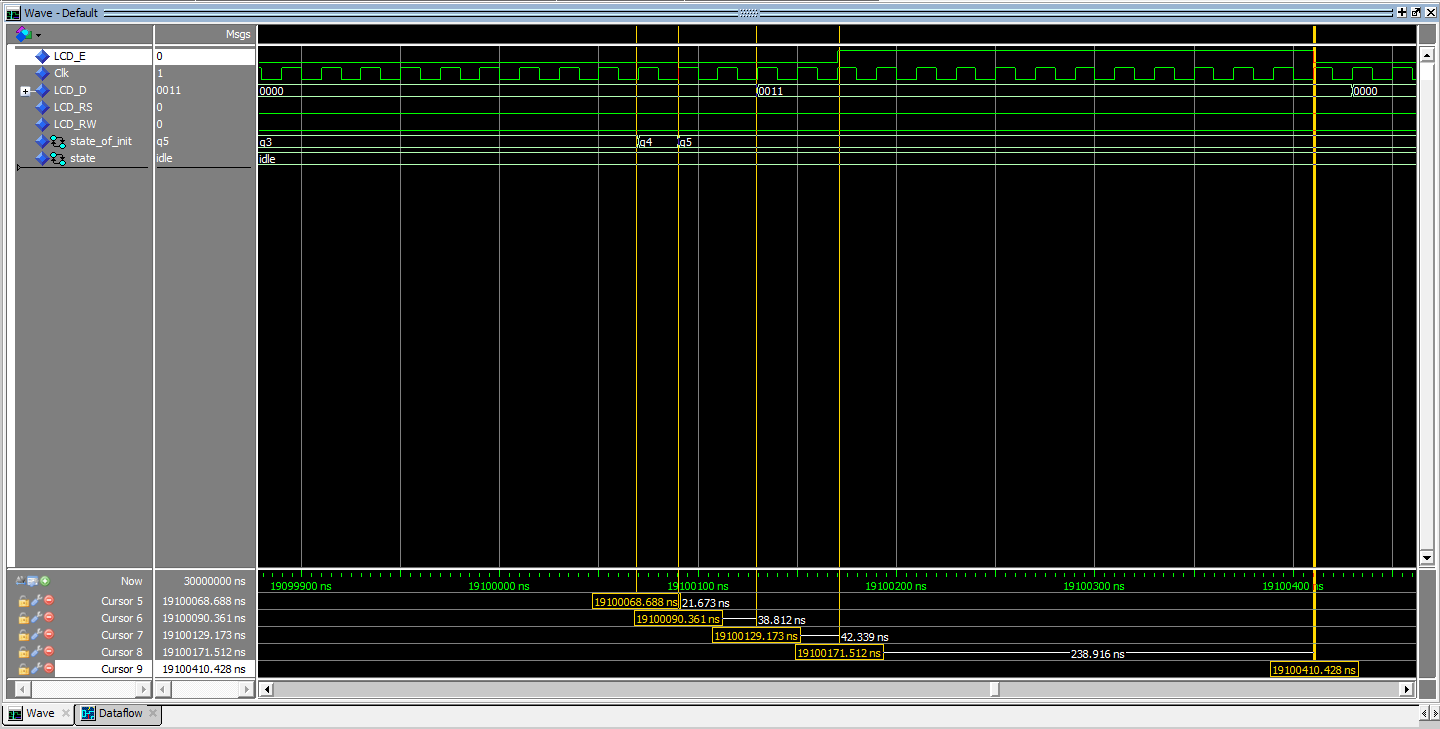 Wave - Default
Msgs
LCD_E 0
Clk 1
LCD_D 0011 0000 0011 0000
LCD_RS 0
LCD_RW 0
state_of_init q5 q3 q4 q5
state idle idle
Now 30000000 ns 19099900 ns 19100000 ns 19100100 ns 19100200 ns 19100300 ns 19100400 ns
Cursor 5 19100068.688 ns 19100068.688 ns 21.673 ns
Cursor 6 19100090.361 ns 19100090.361 ns 38.812 ns
Cursor 7 19100129.173 ns 19100129.173 ns 42.339 ns
Cursor 8 19100171.512 ns 19100171.512 ns 238.916 ns
Cursor 9 19100410.428 ns 19100410.428 ns
Wave Dataflow